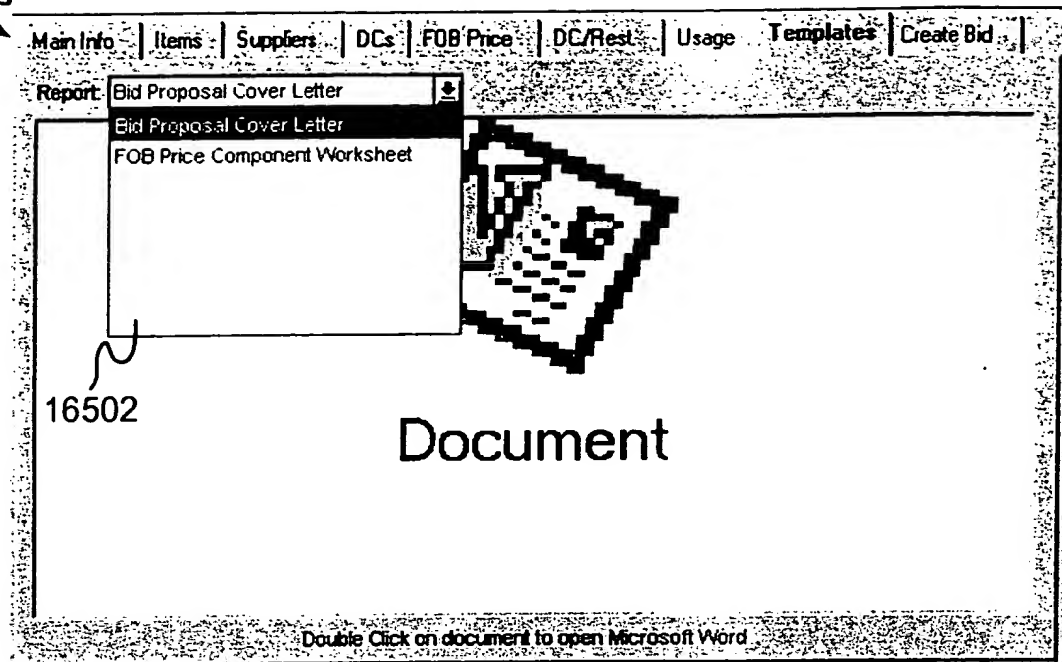 Main Info Items Suppliers DCs FOB Price DC/Rest. Usage Templates Create Bid
Report: Bid Proposal Cover Letter
Bid Proposal Cover Letter
FOB Price Component Worksheet
16502
Document
Double Click on document to open Microsoft Word